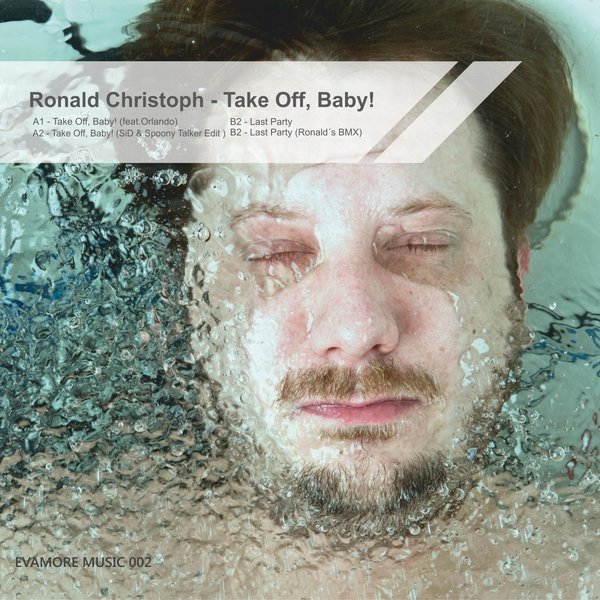 Ronald Christoph - Take Off, Baby!
A1 - Take Off, Baby! (feat.Orlando)
A2 - Take Off, Baby! (SiD & Spoony Talker Edit )
B2 - Last Party
B2 - Last Party (Ronald´s BMX)
EVAMORE MUSIC 002